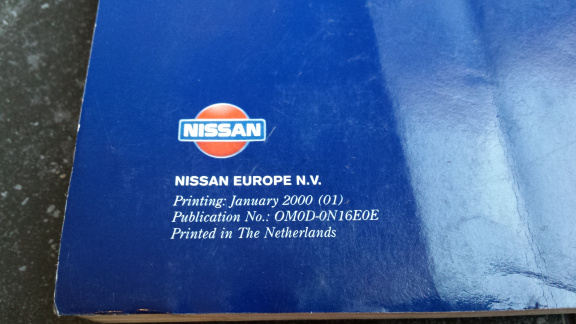 NISSAN
NISSAN EUROPE N.V.
Printing: January 2000 (01)
Publication No.: OM0D-0N16E0E
Printed in The Netherlands